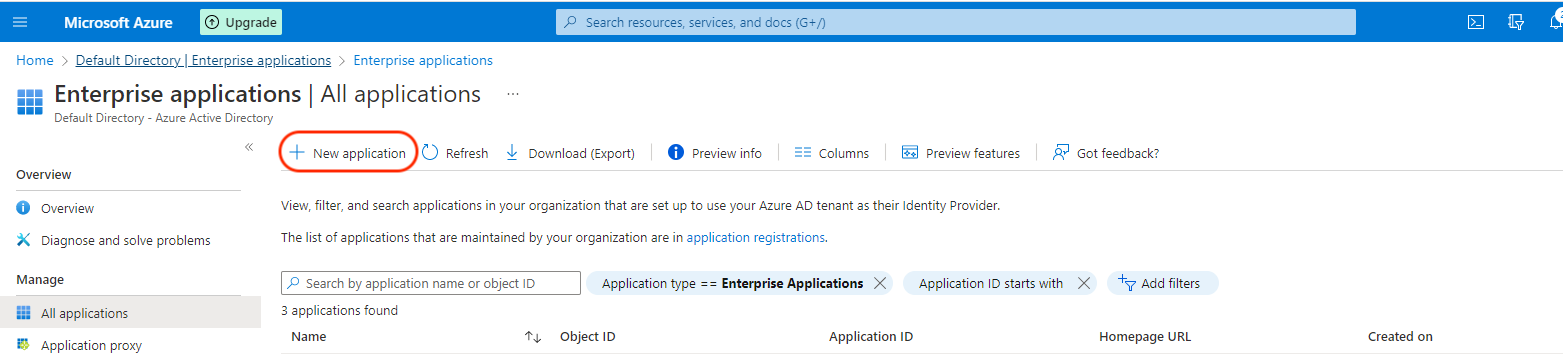 Microsoft Azure Upgrade Search resources, services, and docs (G+/)
Home > Default Directory | Enterprise applications > Enterprise applications
Enterprise applications | All applications ...
Default Directory - Azure Active Directory
«
New application Refresh Download (Export) Preview info Columns Preview features Got feedback?
Overview
Overview
Diagnose and solve problems
Manage
All applications
Application proxy
View, filter, and search applications in your organization that are set up to use your Azure AD tenant as their Identity Provider.
The list of applications that are maintained by your organization are in application registrations.
Search by application name or object ID Application type == Enterprise Applications Application ID starts with Add filters
3 applications found
Name Object ID Application ID Homepage URL Created on